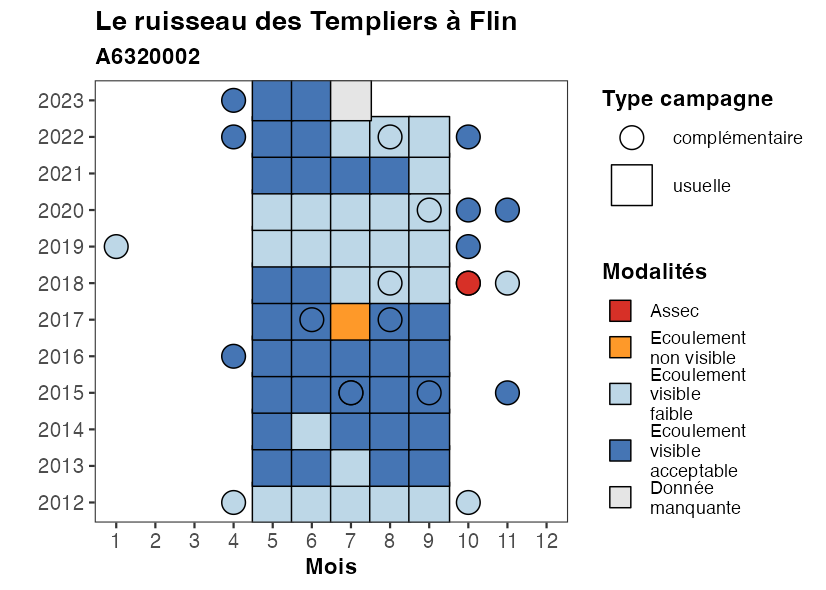 Le ruisseau des Templiers à Flin
A6320002
2023
2022
2021
2020
2019
2018
2017
2016
2015
2014
2013
2012
1 2 3 4 5 6 7 8 9 10 11 12
Mois
Type campagne
complémentaire
usuelle
Modalités
Assec
Ecoulement
non visible
Ecoulement
visible
faible
Ecoulement
visible
acceptable
Donnée
manquante